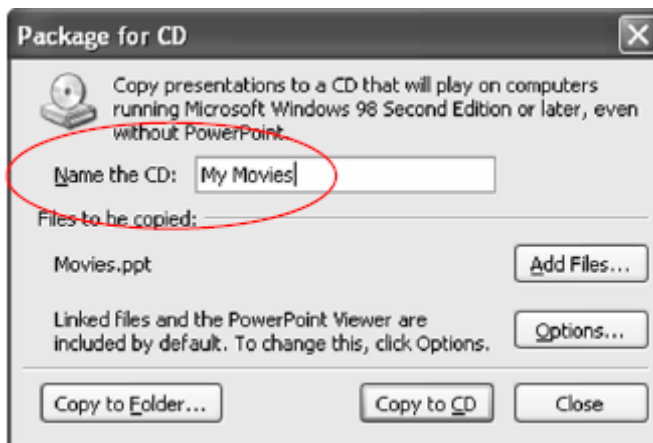 Package for CD
Copy presentations to a CD that will play on computers
running Microsoft Windows 98 Second Edition or later, even
without PowerPoint.
Name the CD: My Movies
Files to be copied:
Movies.ppt
Add Files...
Linked files and the PowerPoint Viewer are
included by default. To change this, click Options.
Options...
Copy to Folder...
Copy to CD
Close